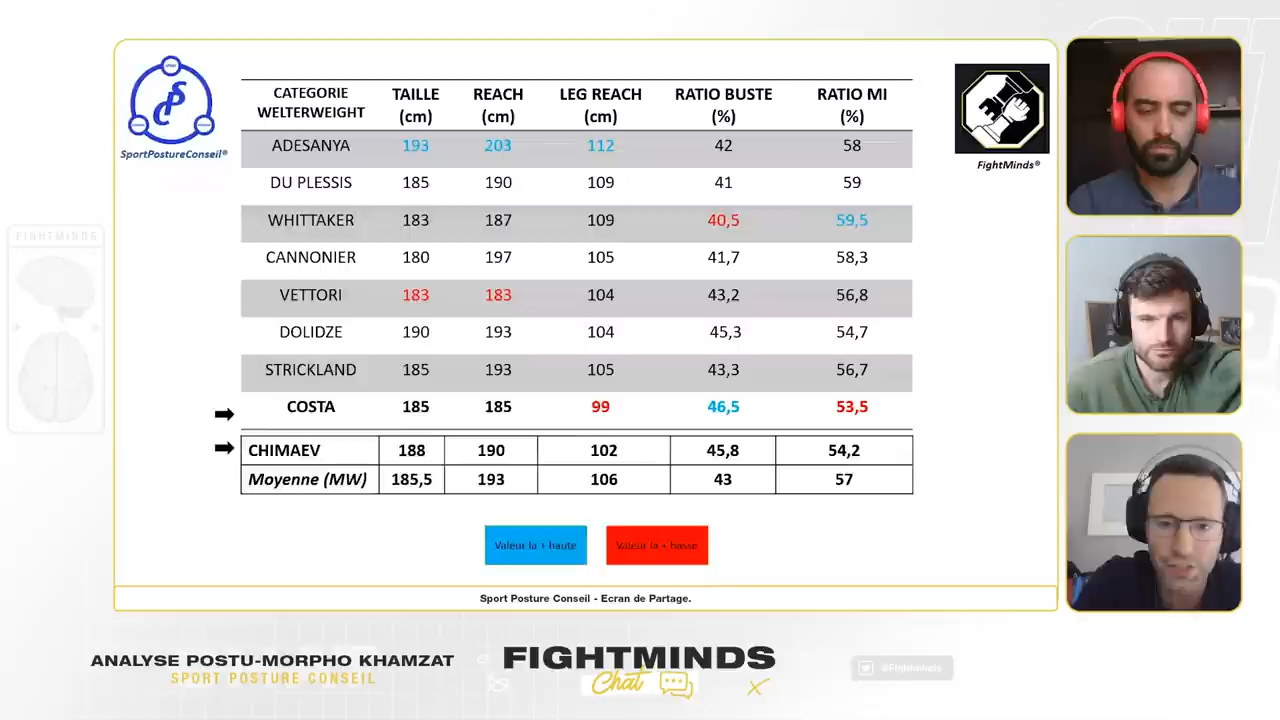 SportPostureConseil®
FightMinds®
CATEGORIE WELTERWEIGHT TAILLE (cm) REACH (cm) LEG REACH (cm) RATIO BUSTE (%) RATIO MI (%)
ADESANYA 193 203 112 42 58
DU PLESSIS 185 190 109 41 59
WHITTAKER 183 187 109 40,5 59,5
CANNONIER 180 197 105 41,7 58,3
VETTORI 183 183 104 43,2 56,8
DOLIDZE 190 193 104 45,3 54,7
STRICKLAND 185 193 105 43,3 56,7
COSTA 185 185 99 46,5 53,5
CHIMAEV 188 190 102 45,8 54,2
Moyenne (MW) 185,5 193 106 43 57
Valeur la + haute
Valeur la + basse
Sport Posture Conseil - Ecran de Partage.
FIGHTMINDS
ANALYSE POSTU-MORPHO KHAMZAT
SPORT POSTURE CONSEIL
FIGHTMINDS
Chat
@Fightminds